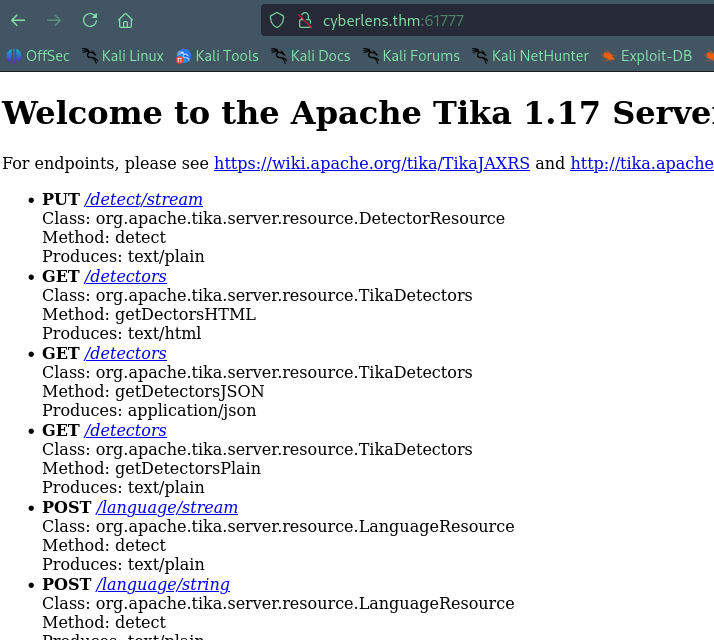 cyberlens.thm:61777
OffSec Kali Linux Kali Tools Kali Docs Kali Forums Kali NetHunter Exploit-DB
Welcome to the Apache Tika 1.17 Server
For endpoints, please see https://wiki.apache.org/tika/TikaJAXRS and http://tika.apache
• PUT /detect/stream
Class: org.apache.tika.server.resource.DetectorResource
Method: detect
Produces: text/plain
• GET /detectors
Class: org.apache.tika.server.resource.TikaDetectors
Method: getDectorsHTML
Produces: text/html
• GET /detectors
Class: org.apache.tika.server.resource.TikaDetectors
Method: getDetectorsJSON
Produces: application/json
• GET /detectors
Class: org.apache.tika.server.resource.TikaDetectors
Method: getDetectorsPlain
Produces: text/plain
• POST /language/stream
Class: org.apache.tika.server.resource.LanguageResource
Method: detect
Produces: text/plain
• POST /language/string
Class: org.apache.tika.server.resource.LanguageResource
Method: detect
Produces: text/plain